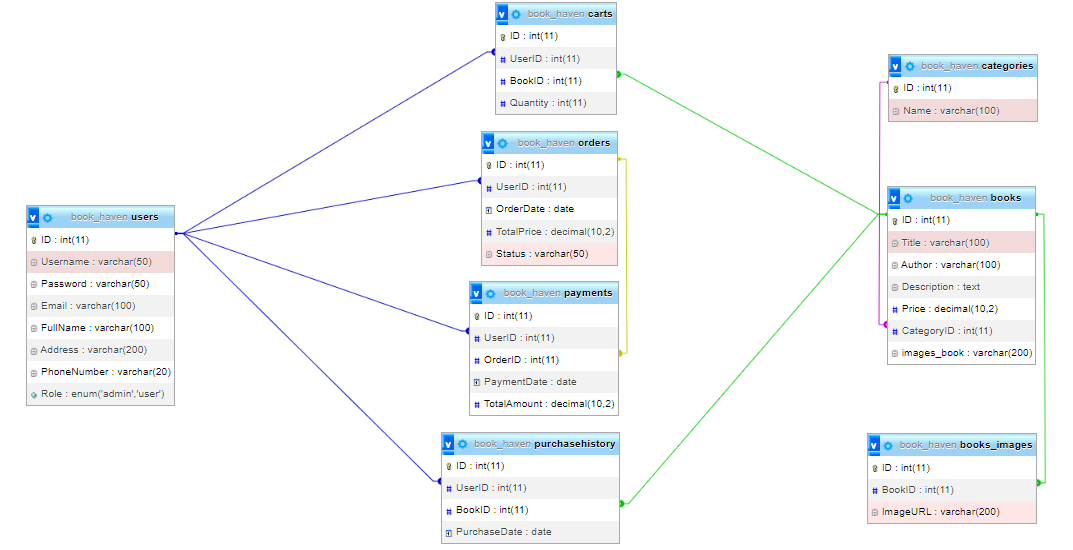 book_haven carts
ID : int(11)
UserID : int(11)
BookID : int(11)
Quantity : int(11)
book_haven orders
ID : int(11)
UserID : int(11)
OrderDate : date
TotalPrice : decimal(10,2)
Status : varchar(50)
book_haven users
ID : int(11)
Username : varchar(50)
Password : varchar(50)
Email : varchar(100)
FullName : varchar(100)
Address : varchar(200)
PhoneNumber : varchar(20)
Role : enum('admin','user')
book_haven payments
ID : int(11)
UserID : int(11)
OrderID : int(11)
PaymentDate : date
TotalAmount : decimal(10,2)
book_haven purchasehistory
ID : int(11)
UserID : int(11)
BookID : int(11)
PurchaseDate : date
book_haven categories
ID : int(11)
Name : varchar(100)
book_haven books
ID : int(11)
Title : varchar(100)
Author : varchar(100)
Description : text
Price : decimal(10,2)
CategoryID : int(11)
images_book : varchar(200)
book_haven books_images
ID : int(11)
BookID : int(11)
ImageURL : varchar(200)